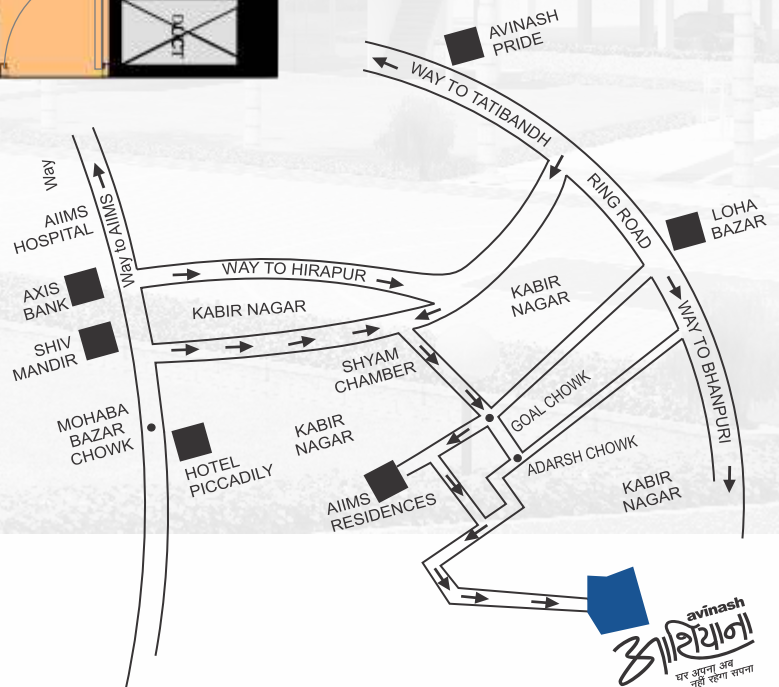 DUCT
AVINASH
PRIDE
WAY TO TATIBANDH
RING ROAD
LOHA
BAZAR
Way
Way to AIIMS
AIIMS
HOSPITAL
WAY TO HIRAPUR
AXIS
BANK
KABIR NAGAR
KABIR
NAGAR
SHIV
MANDIR
SHYAM
CHAMBER
WAY TO BHANPURI
MOHABA
BAZAR
CHOWK
KABIR
NAGAR
GOAL CHOWK
HOTEL
PICCADILY
ADARSH CHOWK
AIIMS
RESIDENCES
KABIR
NAGAR
avinash
आशियाना
घर अपना अब
नहीं रहेगा सपना